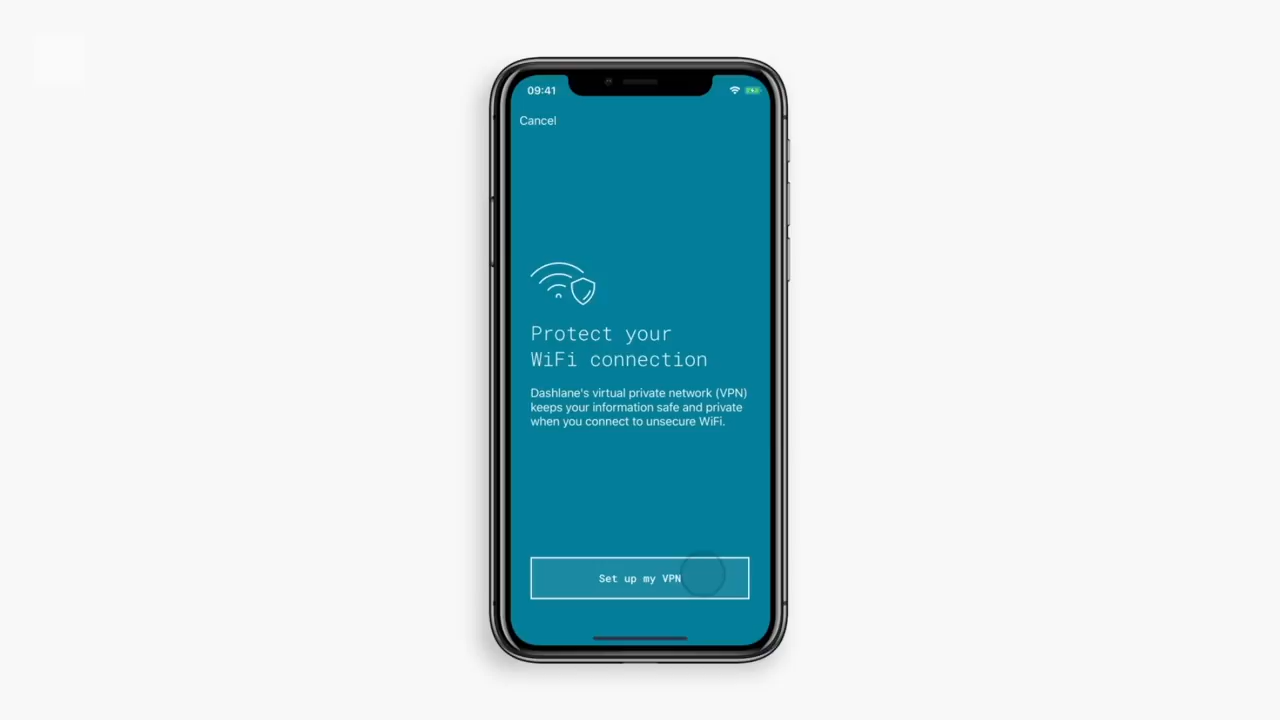 09:41
Cancel
Protect your
WiFi connection
Dashlane's virtual private network (VPN)
keeps your information safe and private
when you connect to unsecure WiFi.
Set up my VPN